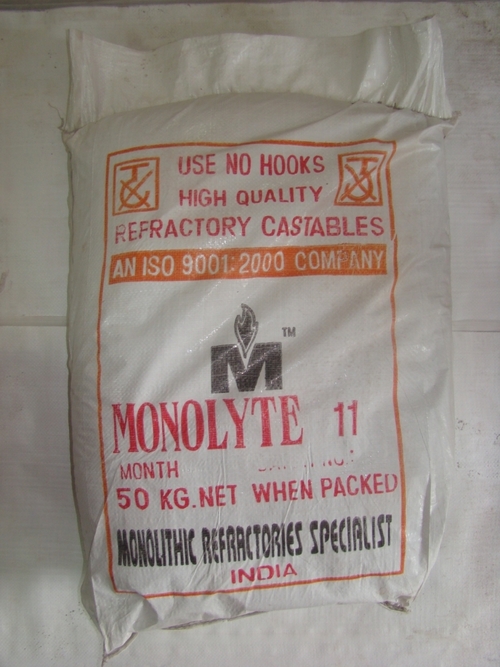 USE NO HOOKS
HIGH QUALITY
REFRACTORY CASTABLES
AN ISO 9001:2000 COMPANY
M TM
MONOLYTE 11
MONTH
50 KG.NET WHEN PACKED
MONOLITHIC REFRACTORIES SPECIALIST
INDIA